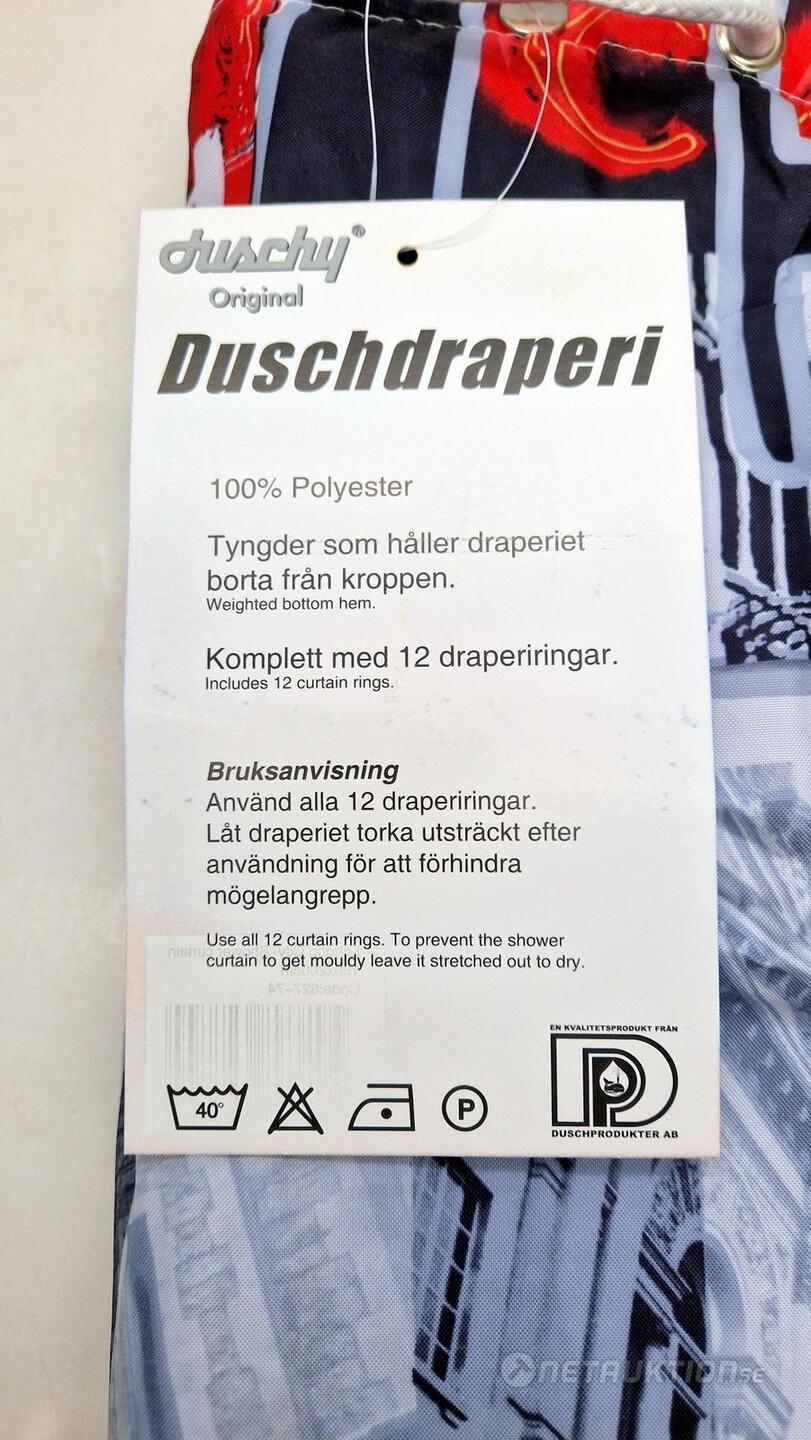 duschy®
Original
Duschdraperi
100% Polyester
Tyngder som håller draperiet
borta från kroppen.
Weighted bottom hem.
Komplett med 12 draperiringar.
Includes 12 curtain rings.
Bruksanvisning
Använd alla 12 draperiringar.
Låt draperiet torka utsträckt efter
användning för att förhindra
mögelangrepp.
Use all 12 curtain rings. To prevent the shower
curtain to get mouldy leave it stretched out to dry.
Code:627-74
40°
P
EN KVALITETSPRODUKT FRÅN
DUSCHPRODUKTER AB
NETAUKTION.SE